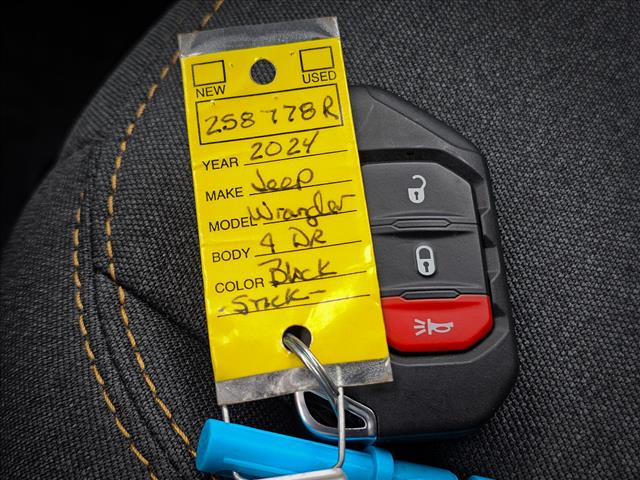 NEW USED
258778R
YEAR 2024
MAKE Jeep
MODEL Wrangler
BODY 4 DR
COLOR Black
-Stick-